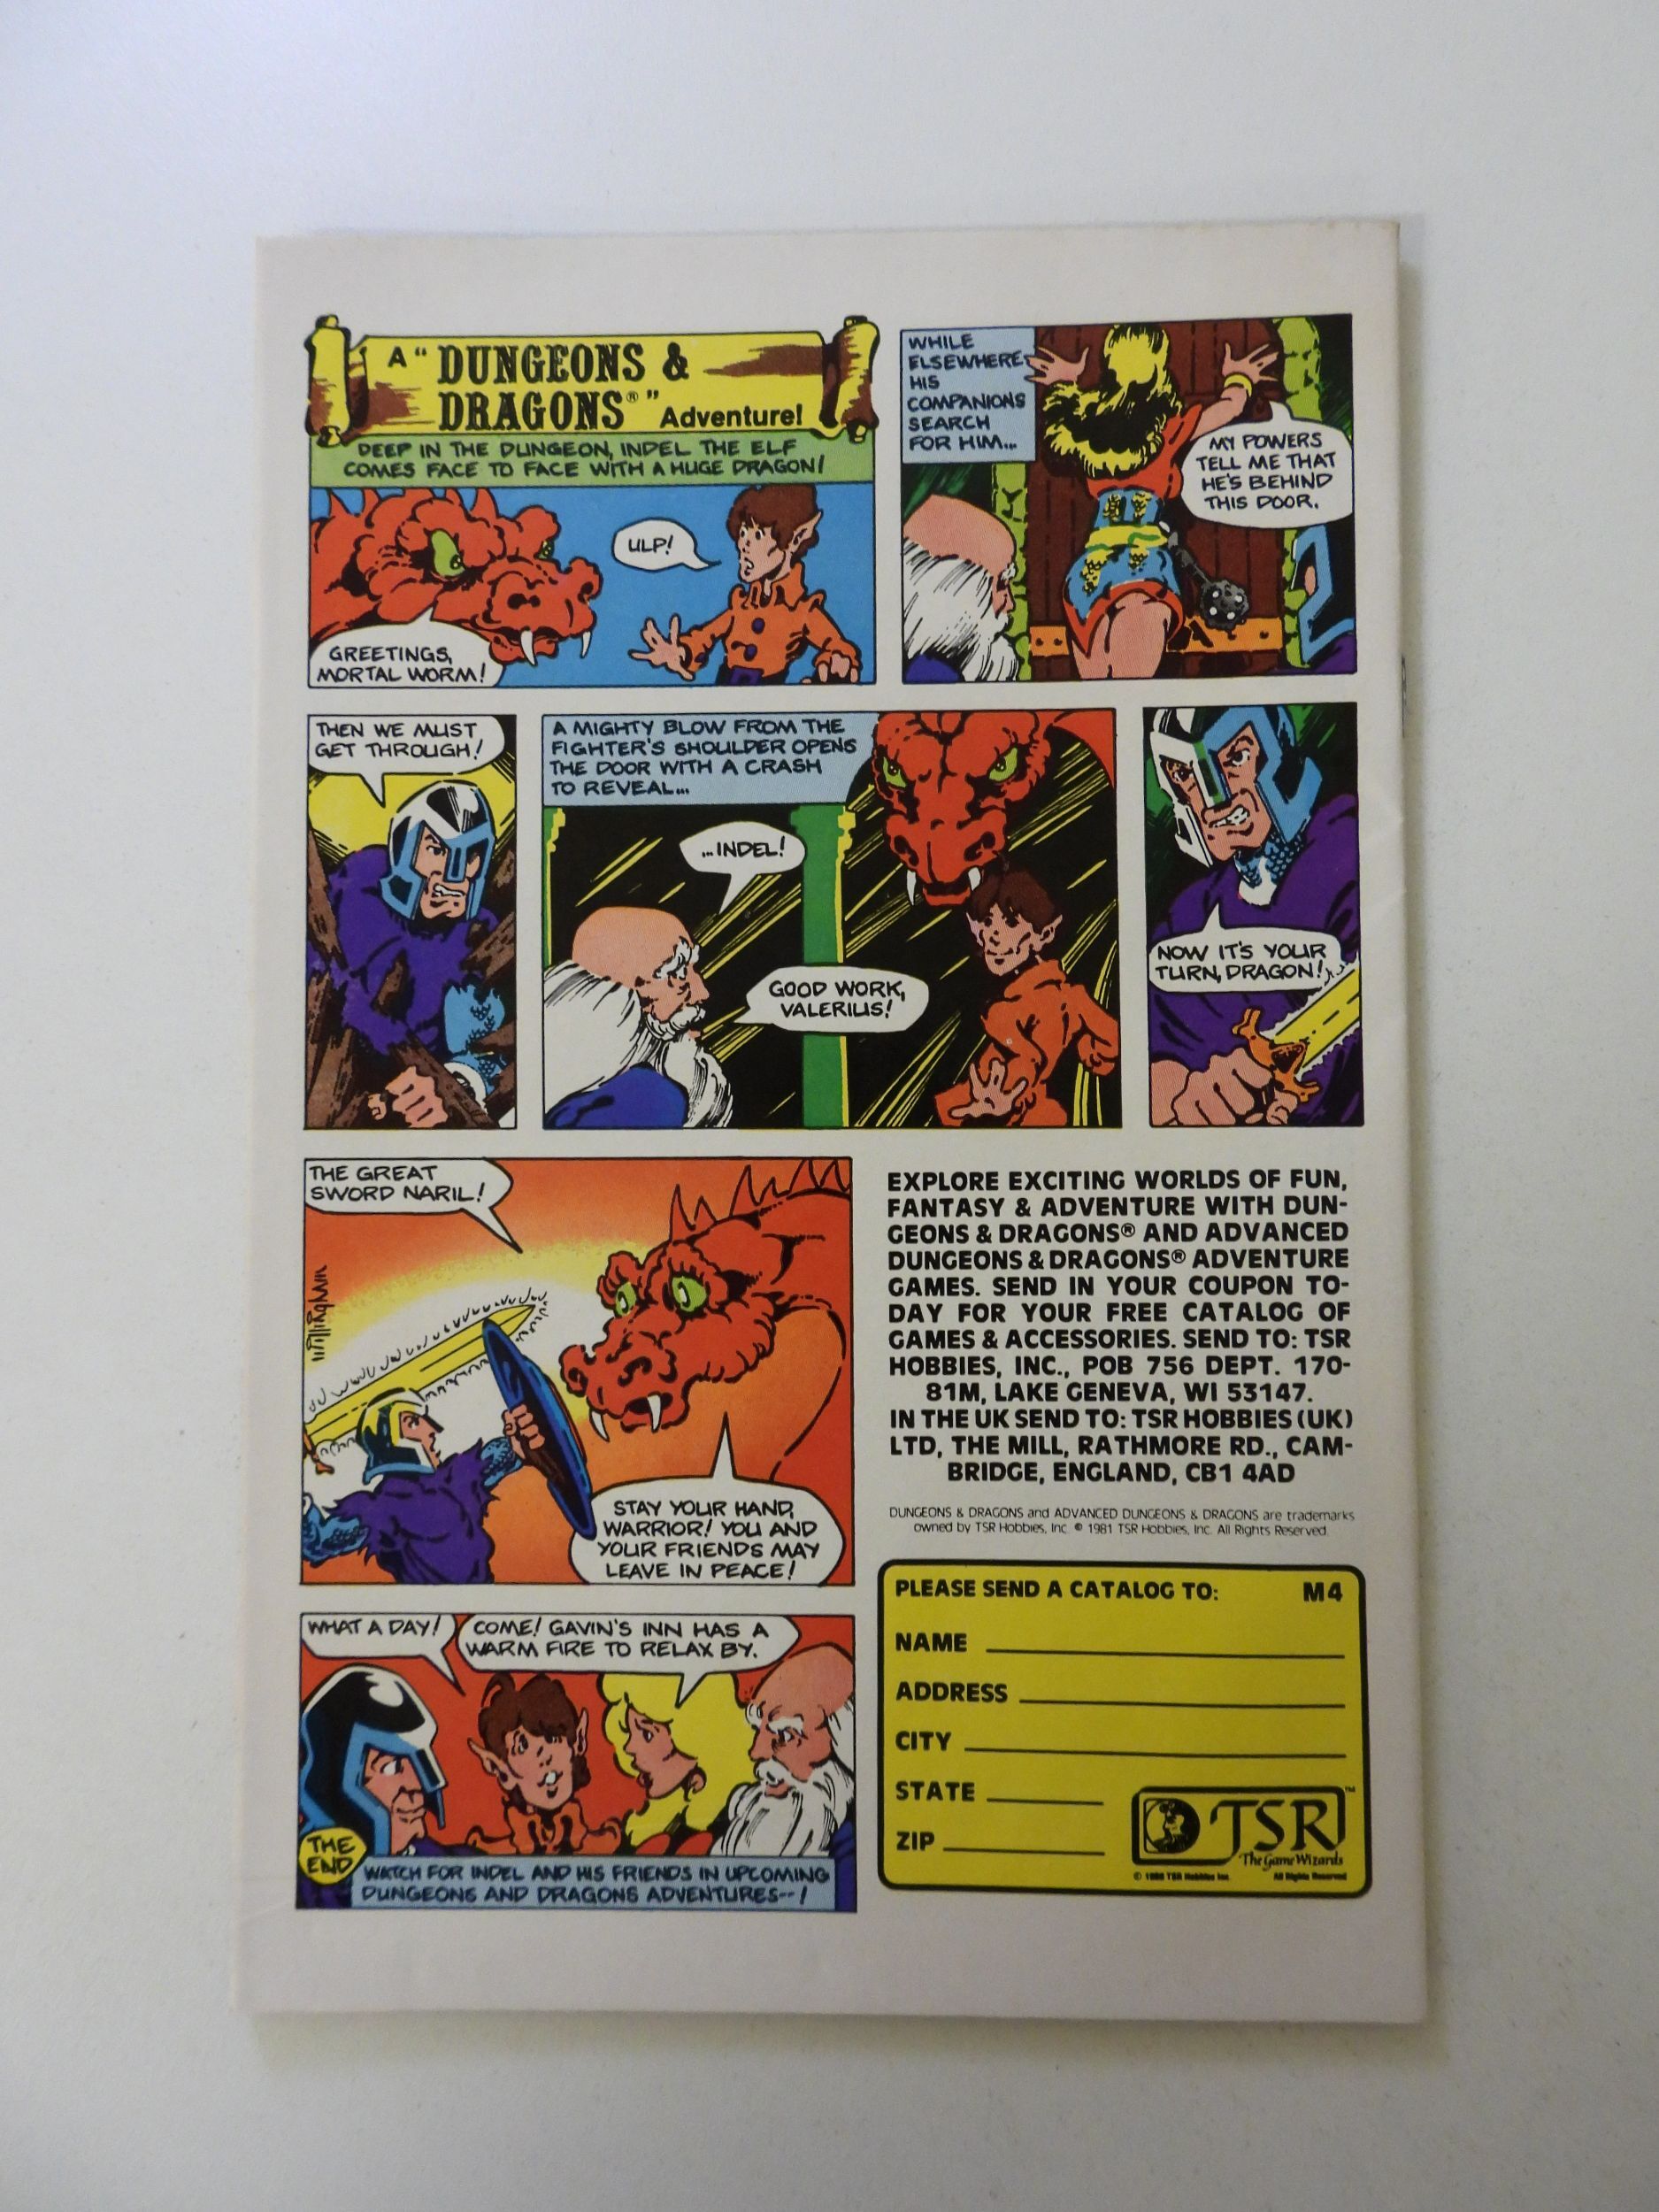 A "DUNGEONS &
DRAGONS® " Adventure!
DEEP IN THE DUNGEON, INDEL THE ELF
COMES FACE TO FACE WITH A HUGE DRAGON!
ULP!
GREETINGS,
MORTAL WORM!
WHILE
ELSEWHERE
HIS
COMPANIONS
SEARCH
FOR HIM...
MY POWERS
TELL ME THAT
HE'S BEHIND
THIS DOOR.
THEN WE MUST
GET THROUGH!
A MIGHTY BLOW FROM THE
FIGHTER'S SHOULDER OPENS
THE DOOR WITH A CRASH
TO REVEAL...
...INDEL!
GOOD WORK,
VALERIUS!
NOW IT'S YOUR
TURN, DRAGON!
THE GREAT
SWORD NARIL!
Willingham
STAY YOUR HAND,
WARRIOR! YOU AND
YOUR FRIENDS MAY
LEAVE IN PEACE!
WHAT A DAY!
COME! GAVIN'S INN HAS A
WARM FIRE TO RELAX BY.
THE
END
WATCH FOR INDEL AND HIS FRIENDS IN UPCOMING
DUNGEONS AND DRAGONS ADVENTURES--!
EXPLORE EXCITING WORLDS OF FUN,
FANTASY & ADVENTURE WITH DUN-
GEONS & DRAGONS® AND ADVANCED
DUNGEONS & DRAGONS® ADVENTURE
GAMES. SEND IN YOUR COUPON TO-
DAY FOR YOUR FREE CATALOG OF
GAMES & ACCESSORIES. SEND TO: TSR
HOBBIES, INC., POB 756 DEPT. 170-
81M, LAKE GENEVA, WI 53147.
IN THE UK SEND TO: TSR HOBBIES (UK)
LTD, THE MILL, RATHMORE RD., CAM-
BRIDGE, ENGLAND, CB1 4AD
DUNGEONS & DRAGONS and ADVANCED DUNGEONS & DRAGONS are trademarks
owned by TSR Hobbies, Inc. © 1981 TSR Hobbies, Inc. All Rights Reserved.
PLEASE SEND A CATALOG TO: M4
NAME
ADDRESS
CITY
STATE
ZIP
TSR™
The Game Wizards
© 1980 TSR Hobbies Inc. All Rights Reserved